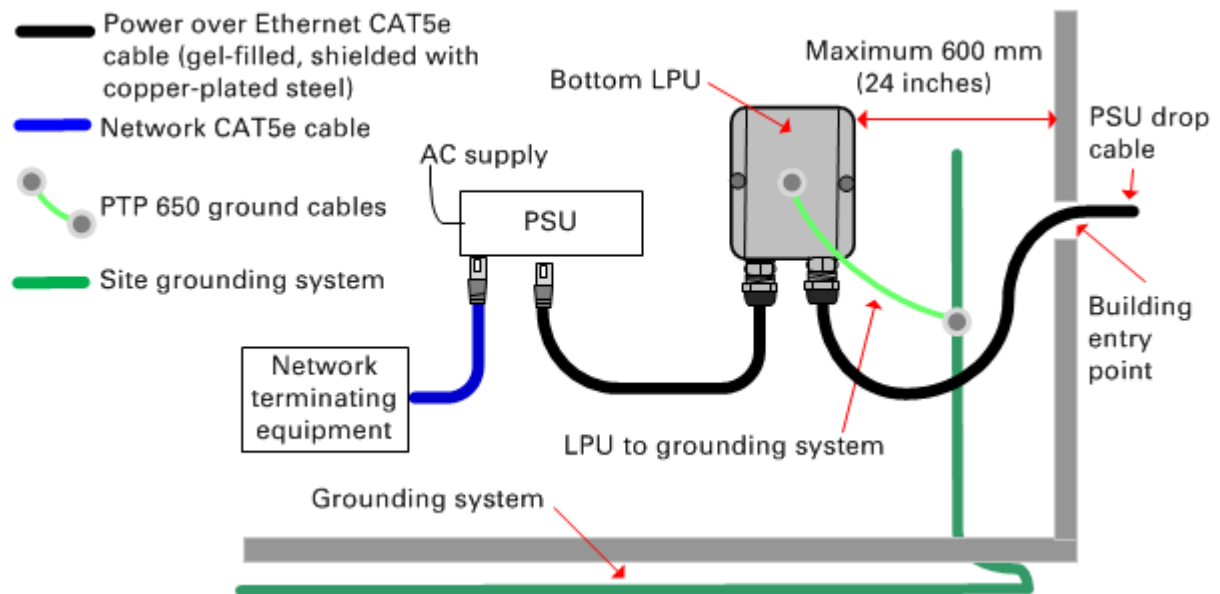 Power over Ethernet CAT5e
cable (gel-filled, shielded with
copper-plated steel)
Network CAT5e cable
PTP 650 ground cables
Site grounding system
AC supply
PSU
Network
terminating
equipment
Bottom LPU
Maximum 600 mm
(24 inches)
PSU drop
cable
Building
entry
point
LPU to grounding system
Grounding system